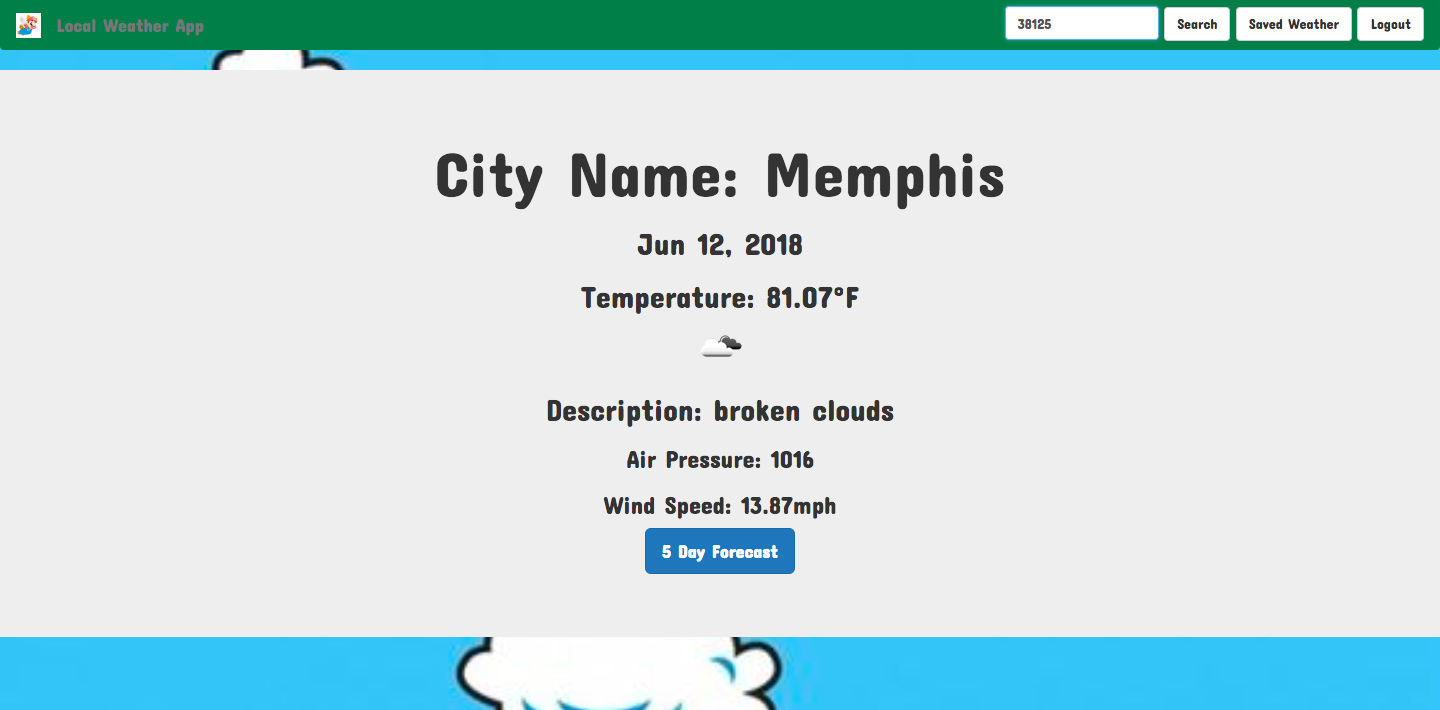 Local Weather App
38125
Search
Saved Weather
Logout
City Name: Memphis
Jun 12, 2018
Temperature: 81.07°F
Description: broken clouds
Air Pressure: 1016
Wind Speed: 13.87mph
5 Day Forecast